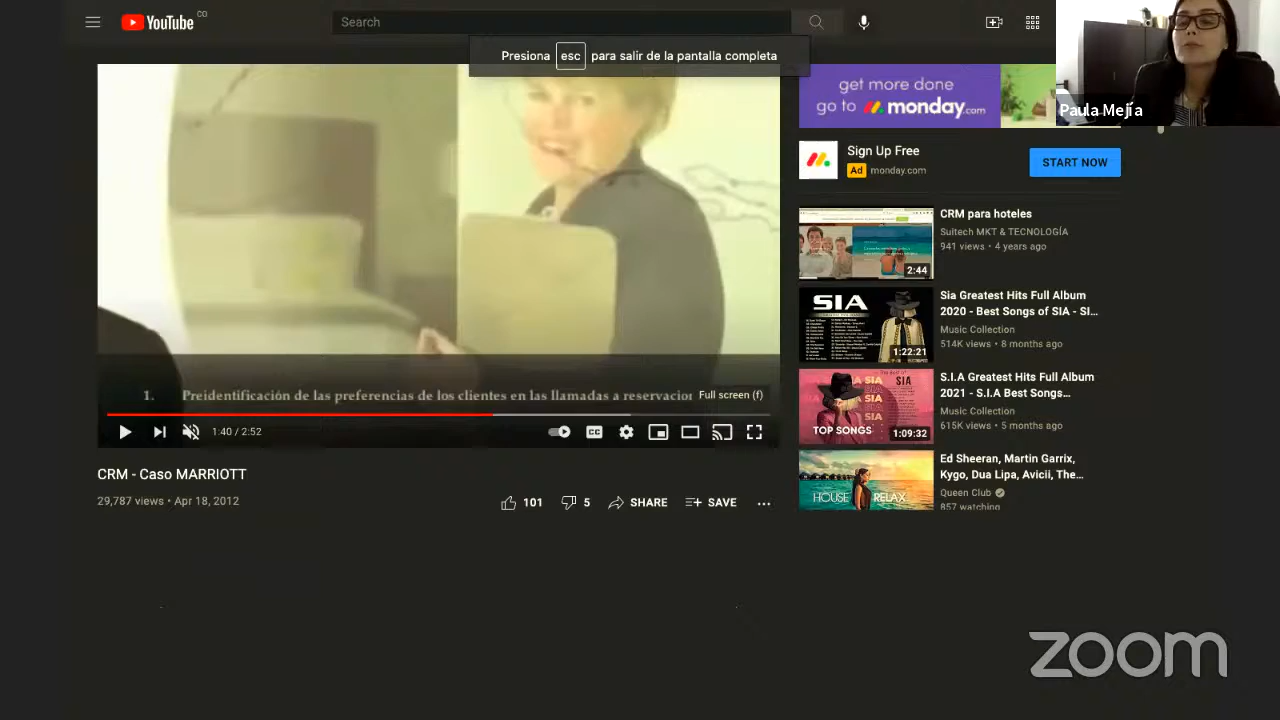 YouTube CO
Search
Presiona esc para salir de la pantalla completa
get more done
go to monday.com
Paula Mejía
Sign Up Free
Ad monday.com
START NOW
CRM para hoteles
Suitech MKT & TECNOLOGÍA
941 views • 4 years ago
2:44
Sia Greatest Hits Full Album
2020 - Best Songs of SIA - SI...
Music Collection
514K views • 8 months ago
SIA
1:22:21
S.I.A Greatest Hits Full Album
2021 - S.I.A Best Songs...
Music Collection
615K views • 5 months ago
SIA
TOP SONGS
1:09:32
Ed Sheeran, Martin Garrix,
Kygo, Dua Lipa, Avicii, The...
Queen Club
857 watching
HOUSE RELAX
1. Preidentificación de las preferencias de los clientes en las llamadas a reservacior
Full screen (f)
1:40 / 2:52
CC
CRM - Caso MARRIOTT
29,787 views • Apr 18, 2012
101 5 SHARE SAVE ...
zoom